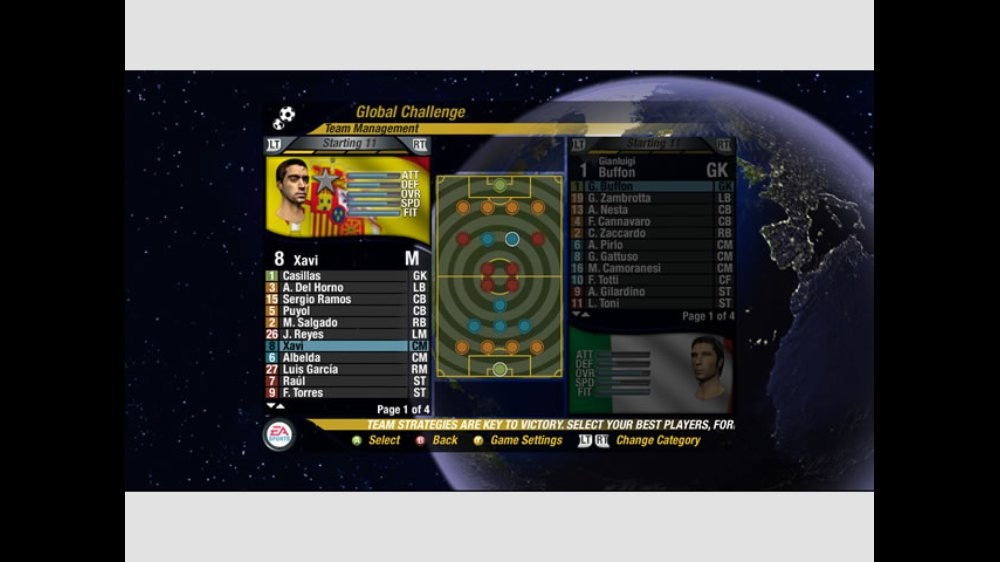 Global Challenge
Team Management
LT Starting 11 RT
ATT
DEF
OVR
SPD
FIT
8 Xavi M
1 Casillas GK
3 A. Del Horno LB
15 Sergio Ramos CB
5 Puyol CB
2 M. Salgado RB
26 J. Reyes LM
8 Xavi CM
6 Albelda CM
27 Luis García RM
7 Raúl ST
9 F. Torres ST
Page 1 of 4
LT Starting 11 RT
1 Gianluigi
Buffon GK
1 G. Buffon GK
19 G. Zambrotta LB
13 A. Nesta CB
4 F. Cannavaro CB
2 C. Zaccardo RB
6 A. Pirlo CM
8 G. Gattuso CM
16 M. Camoranesi CM
10 F. Totti CF
9 A. Gilardino ST
11 L. Toni ST
Page 1 of 4
ATT
DEF
OVR
SPD
FIT
TEAM STRATEGIES ARE KEY TO VICTORY. SELECT YOUR BEST PLAYERS, FOR
EA
SPORTS
A Select B Back Y Game Settings LT RT Change Category